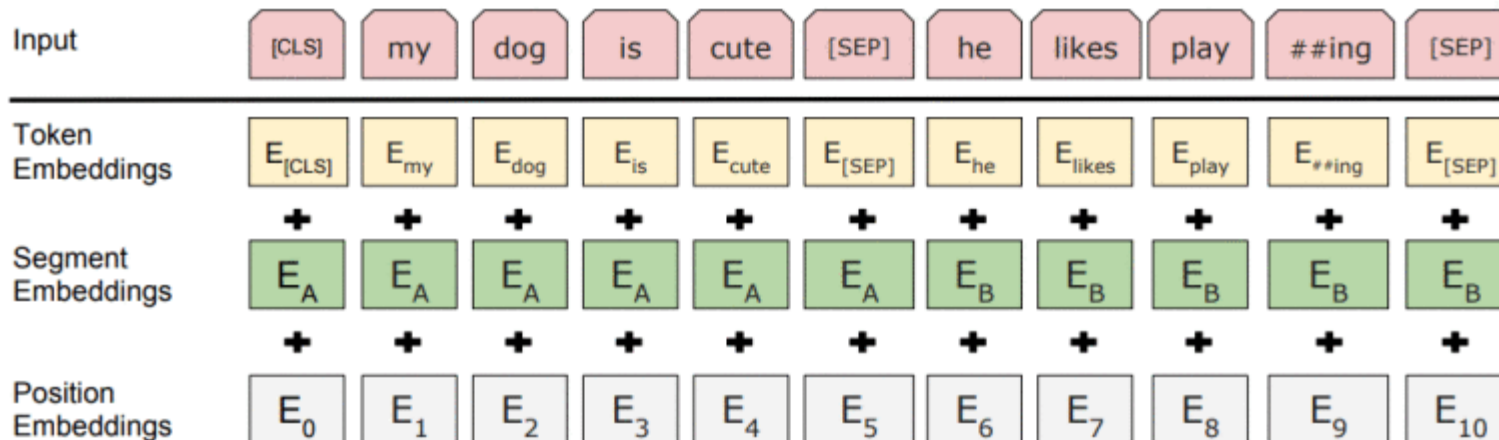 Input [CLS] my dog is cute [SEP] he likes play ##ing [SEP]
Token Embeddings E[CLS] Emy Edog Eis Ecute E[SEP] Ehe Elikes Eplay E##ing E[SEP]
+ + + + + + + + + + +
Segment Embeddings EA EA EA EA EA EA EB EB EB EB EB
+ + + + + + + + + + +
Position Embeddings E0 E1 E2 E3 E4 E5 E6 E7 E8 E9 E10